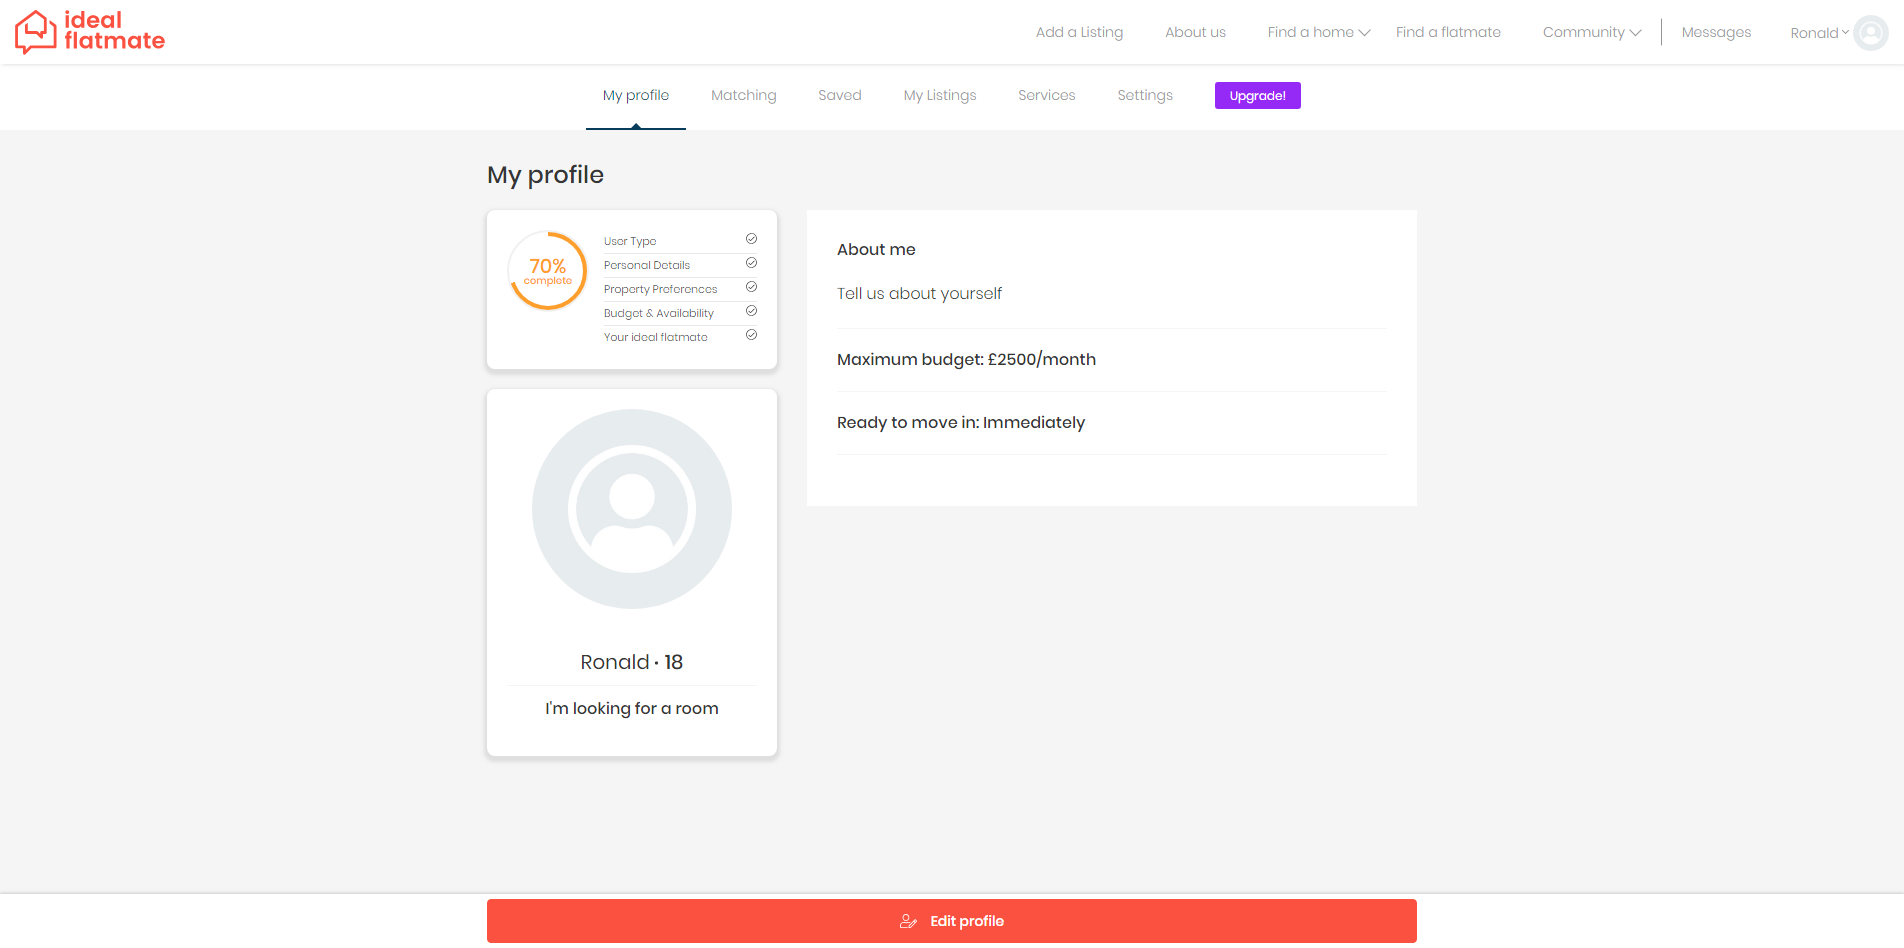 ideal
flatmate
Add a Listing
About us
Find a home
Find a flatmate
Community
Messages
Ronald
My profile
Matching
Saved
My Listings
Services
Settings
Upgrade!
My profile
70%
complete
User Type
Personal Details
Property Preferences
Budget & Availability
Your ideal flatmate
About me
Tell us about yourself
Maximum budget: £2500/month
Ready to move in: Immediately
Ronald · 18
I'm looking for a room
Edit profile